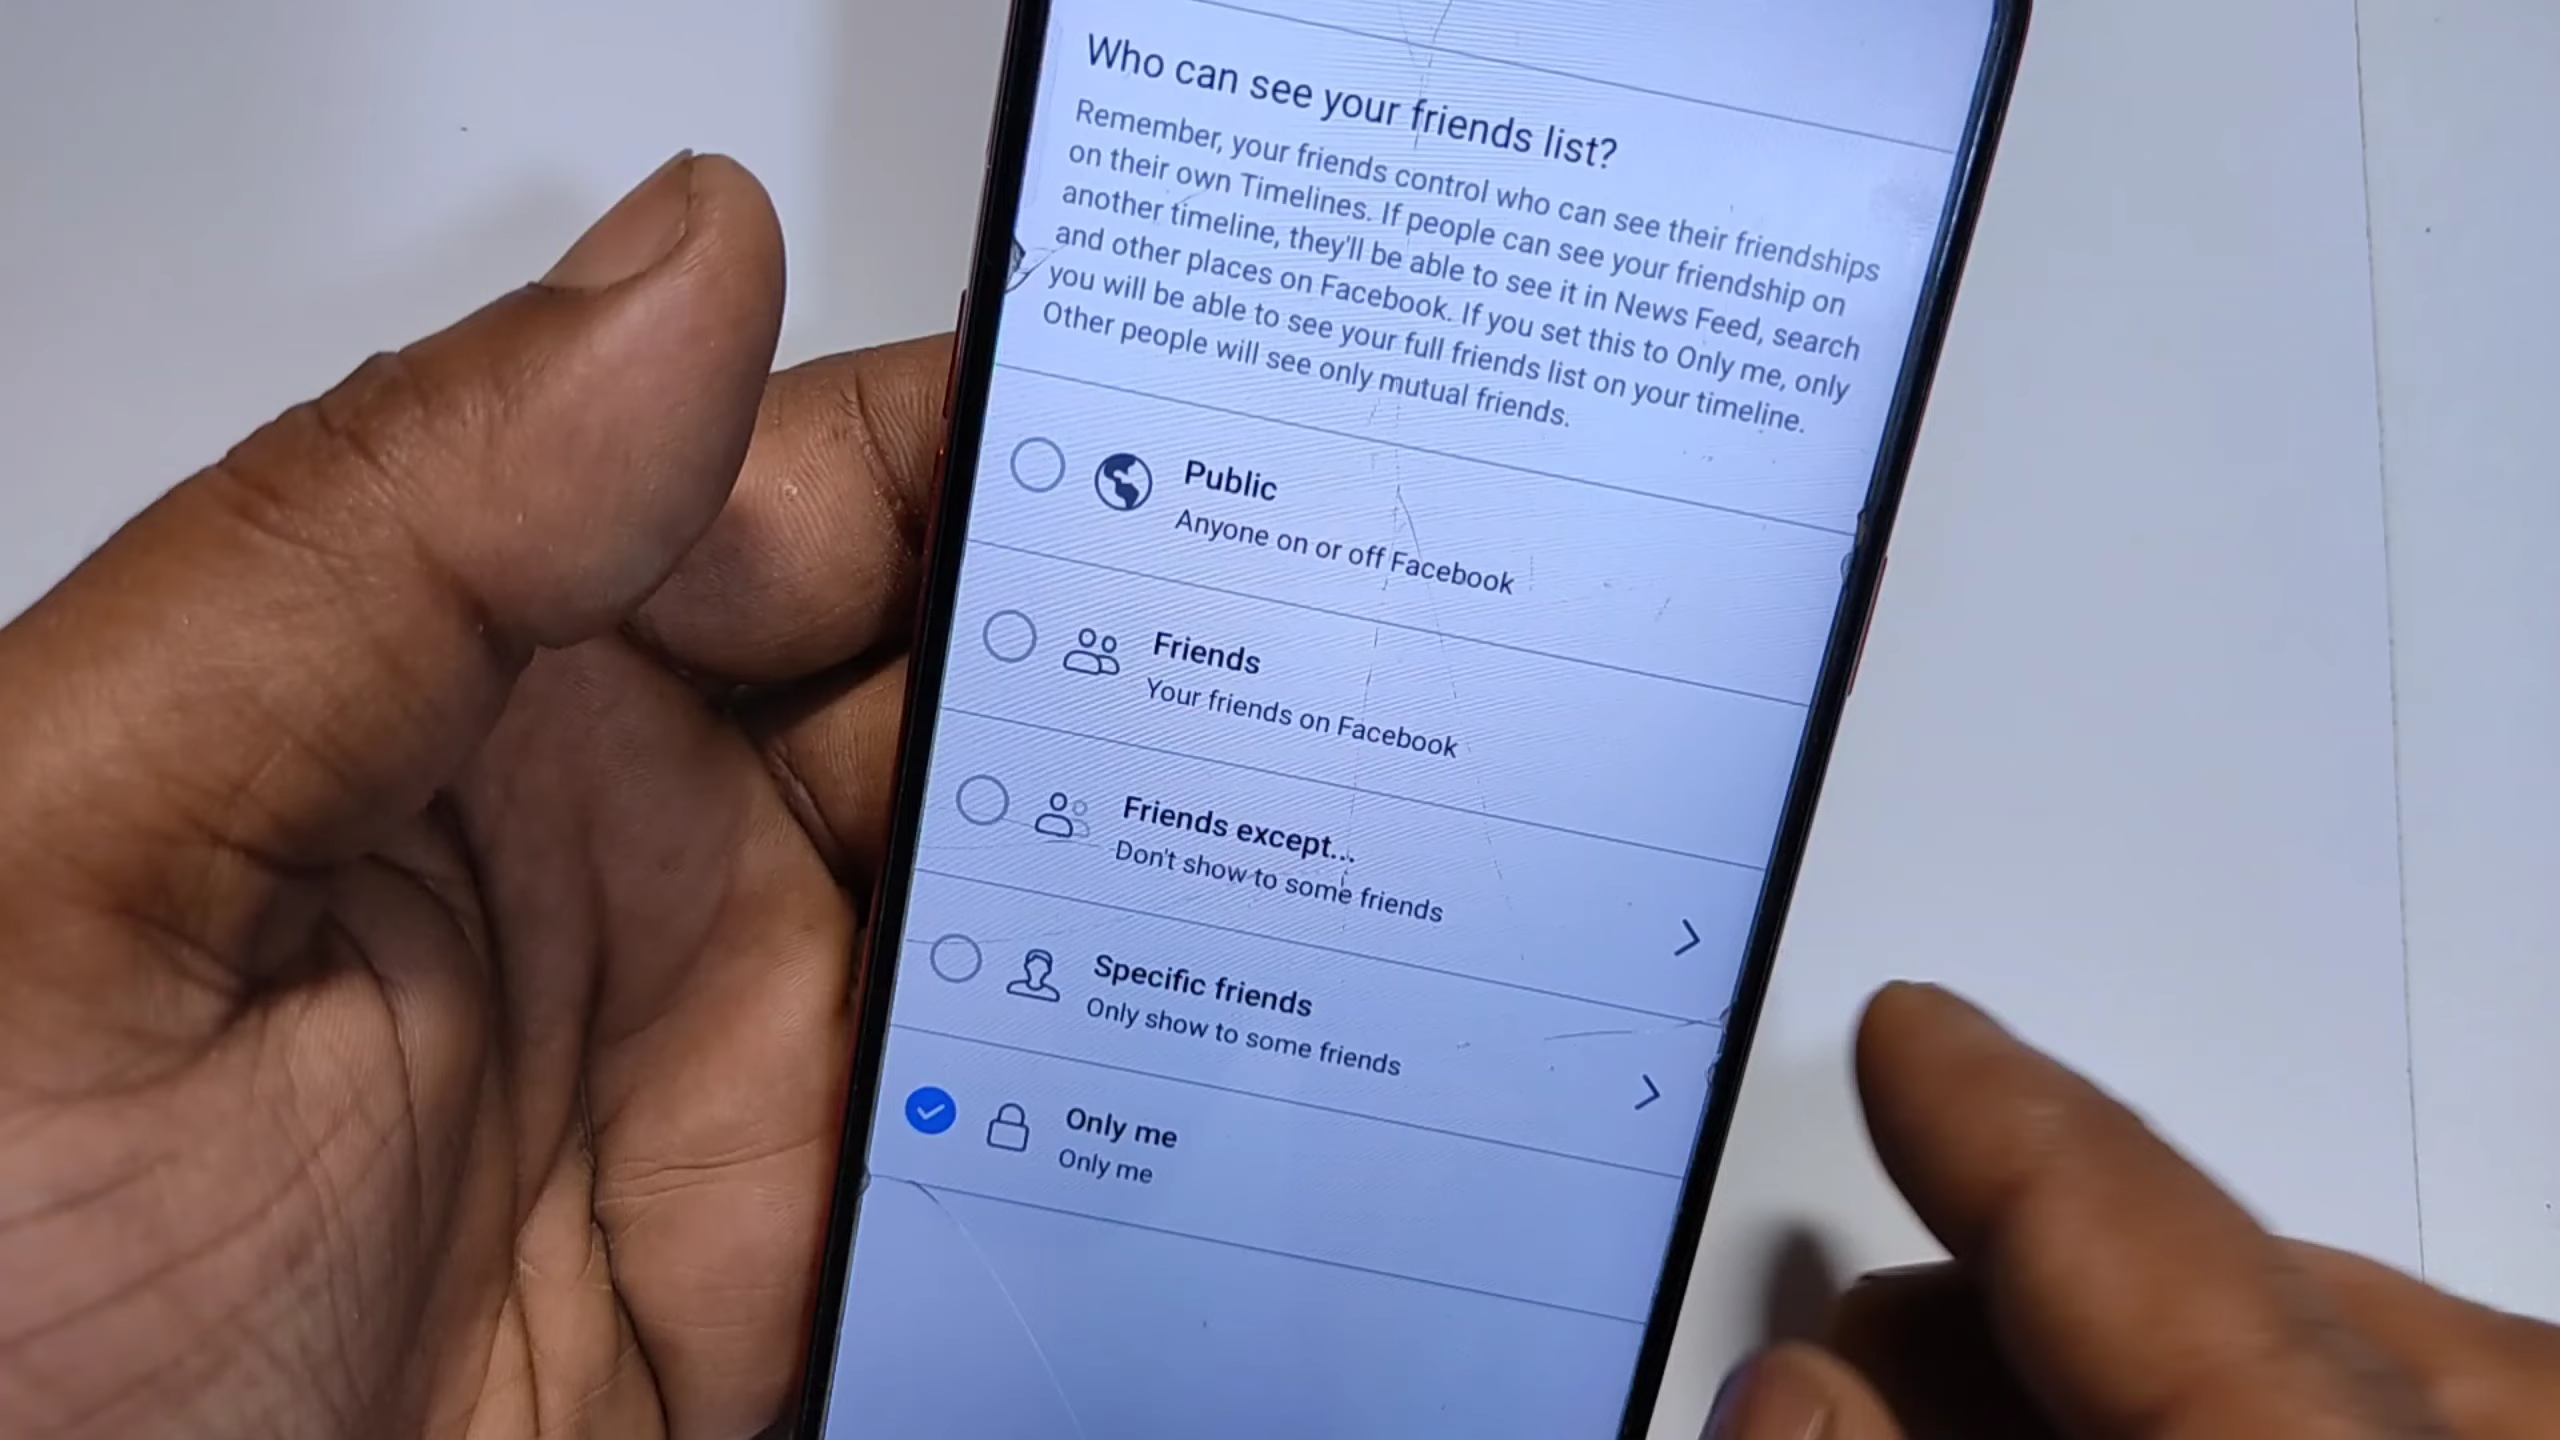 Who can see your friends list?
Remember, your friends control who can see their friendships
on their own Timelines. If people can see your friendship on
another timeline, they'll be able to see it in News Feed, search
and other places on Facebook. If you set this to Only me, only
you will be able to see your full friends list on your timeline.
Other people will see only mutual friends.
Public
Anyone on or off Facebook
Friends
Your friends on Facebook
Friends except...
Don't show to some friends
Specific friends
Only show to some friends
Only me
Only me